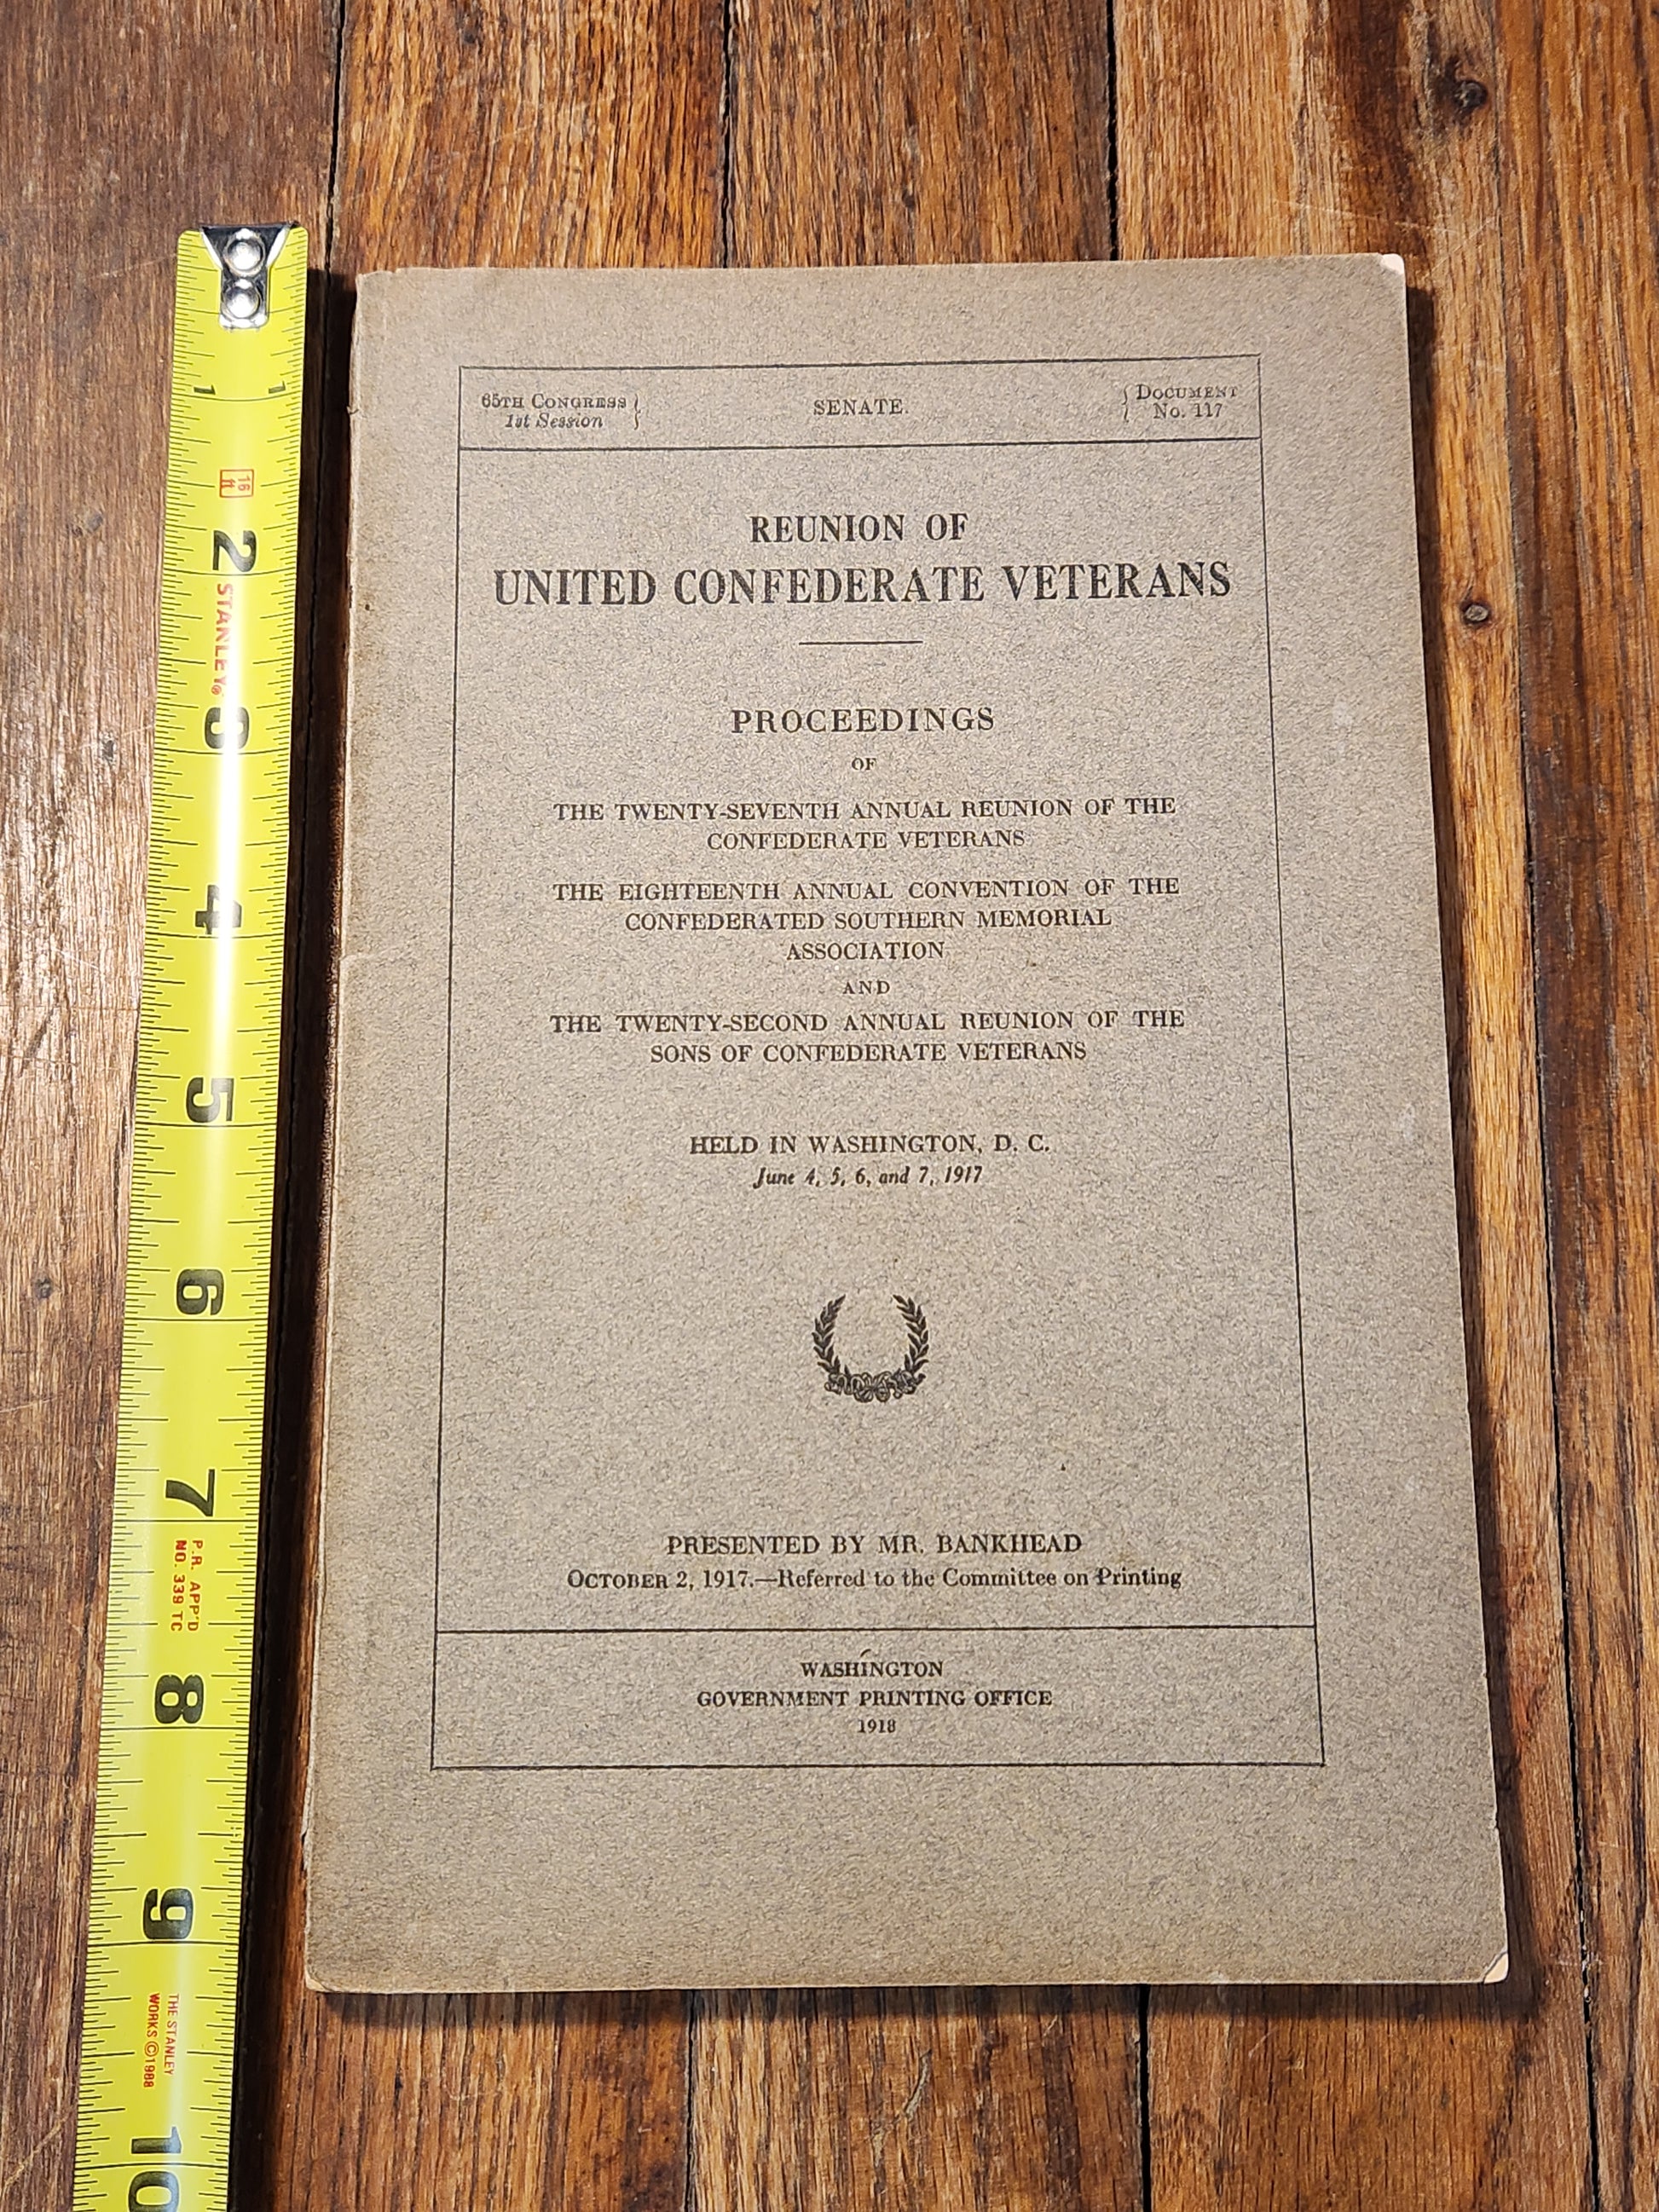 65TH CONGRESS
1st Session
SENATE.
DOCUMENT
No. 117
REUNION OF
UNITED CONFEDERATE VETERANS
PROCEEDINGS
OF
THE TWENTY-SEVENTH ANNUAL REUNION OF THE
CONFEDERATE VETERANS
THE EIGHTEENTH ANNUAL CONVENTION OF THE
CONFEDERATED SOUTHERN MEMORIAL
ASSOCIATION
AND
THE TWENTY-SECOND ANNUAL REUNION OF THE
SONS OF CONFEDERATE VETERANS
HELD IN WASHINGTON, D. C.
June 4, 5, 6, and 7, 1917
PRESENTED BY MR. BANKHEAD
OCTOBER 2, 1917.—Referred to the Committee on Printing
WASHINGTON
GOVERNMENT PRINTING OFFICE
1918
1 1
16 ft
2
STANLEY®
3
4
5
6
7
P.R. APP'D
NO. 339 TC
8
9
THE STANLEY
WORKS ©1988
10